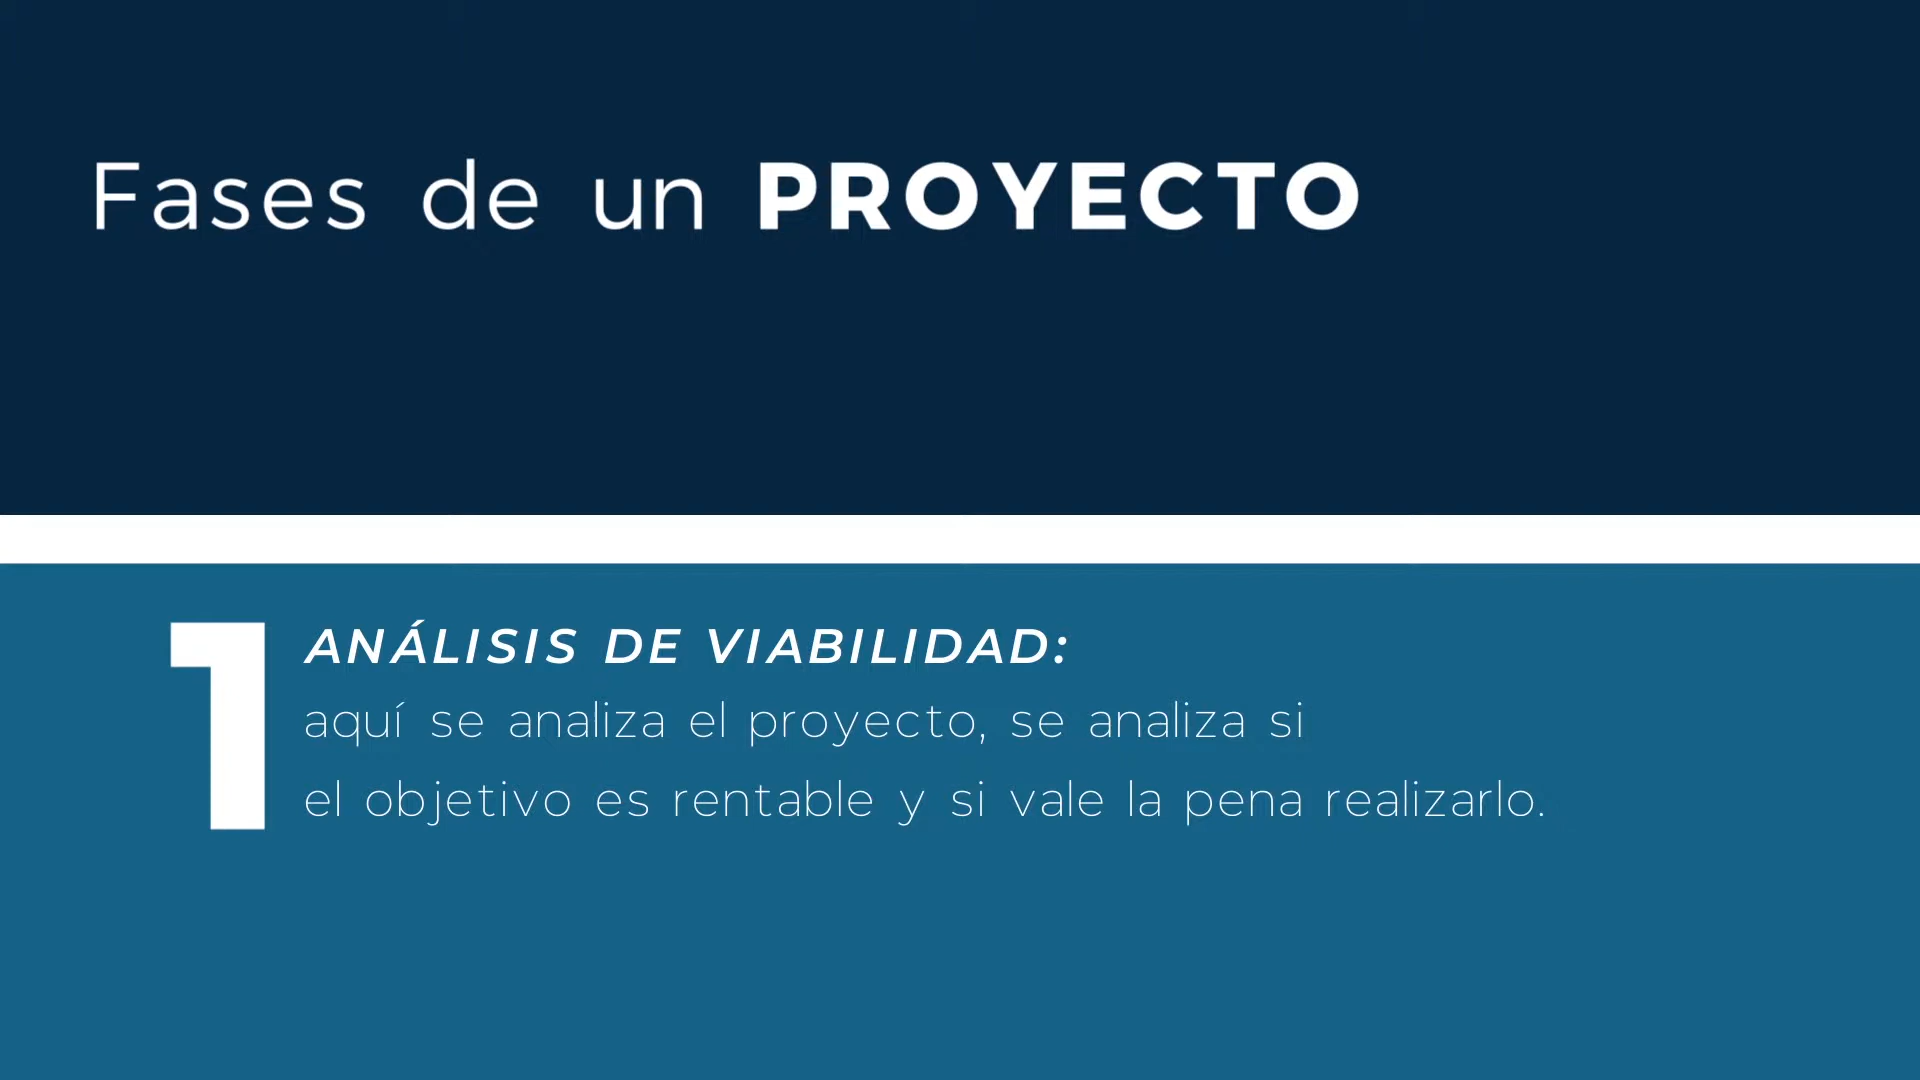 Fases de un PROYECTO
1
ANÁLISIS DE VIABILIDAD:
aquí se analiza el proyecto, se analiza si
el objetivo es rentable y si vale la pena realizarlo.